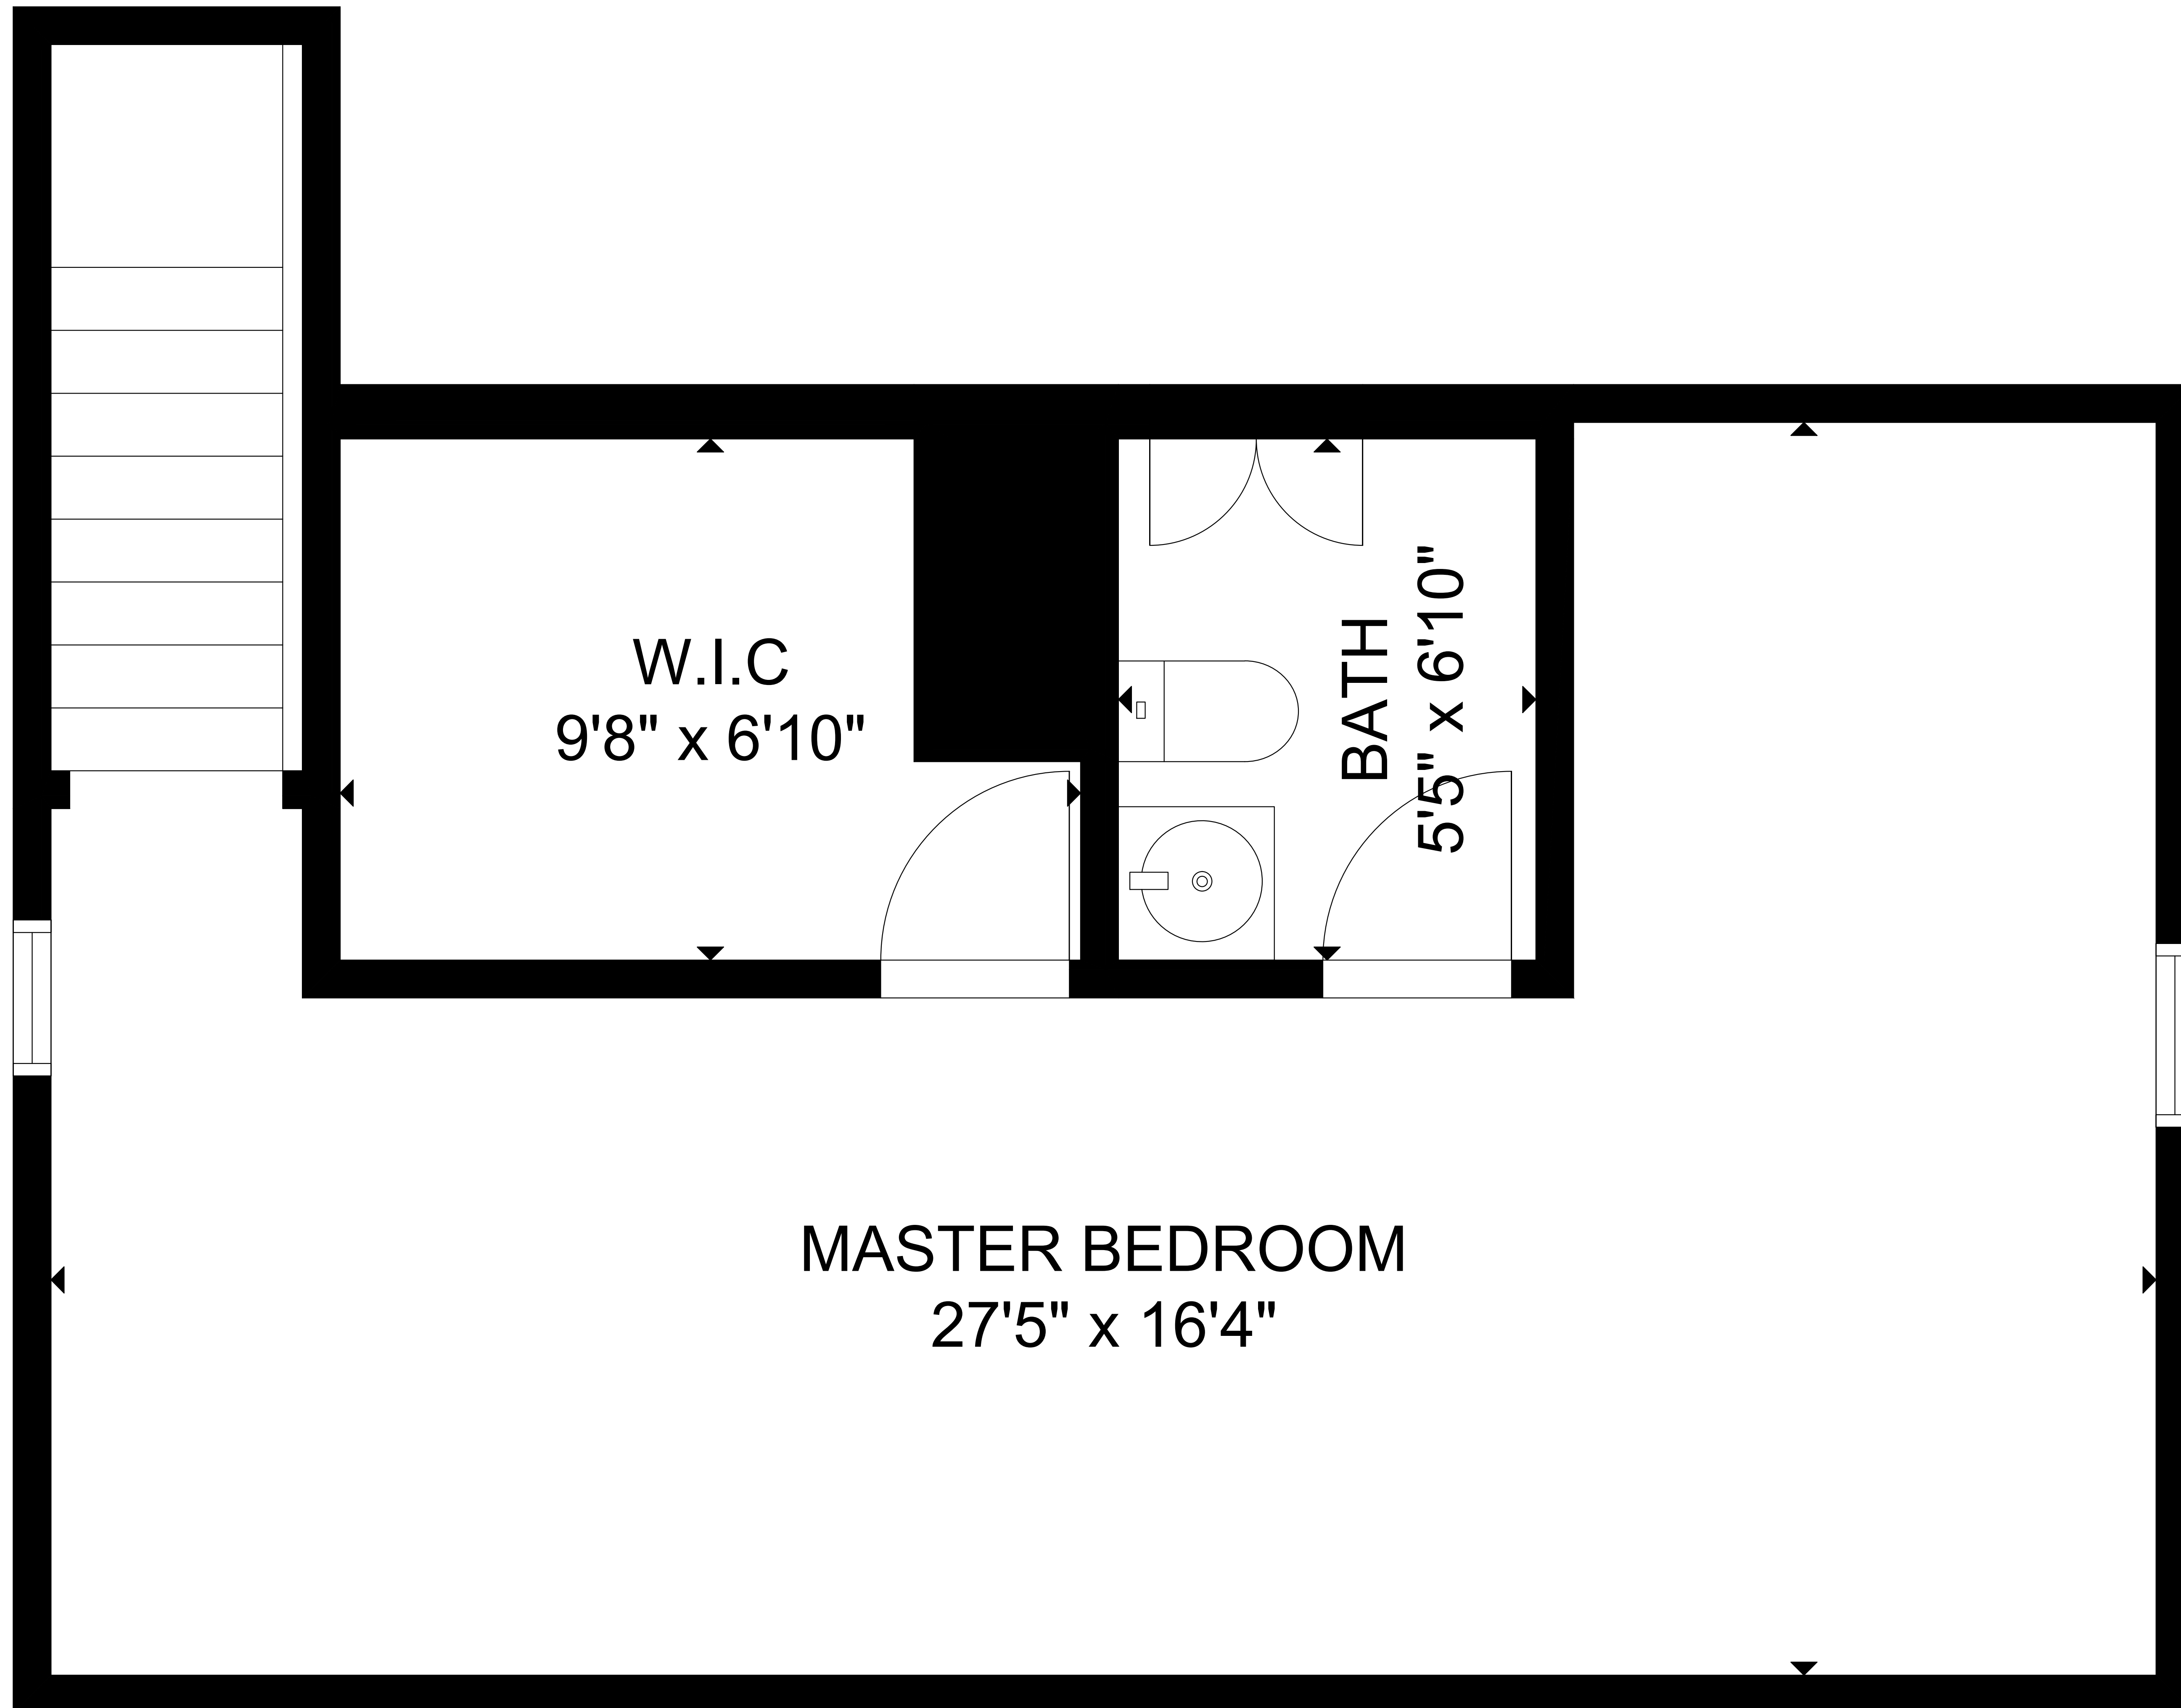 W.I.C
9'8" x 6'10"
BATH
5'5" x 6'10"
MASTER BEDROOM
27'5" x 16'4"